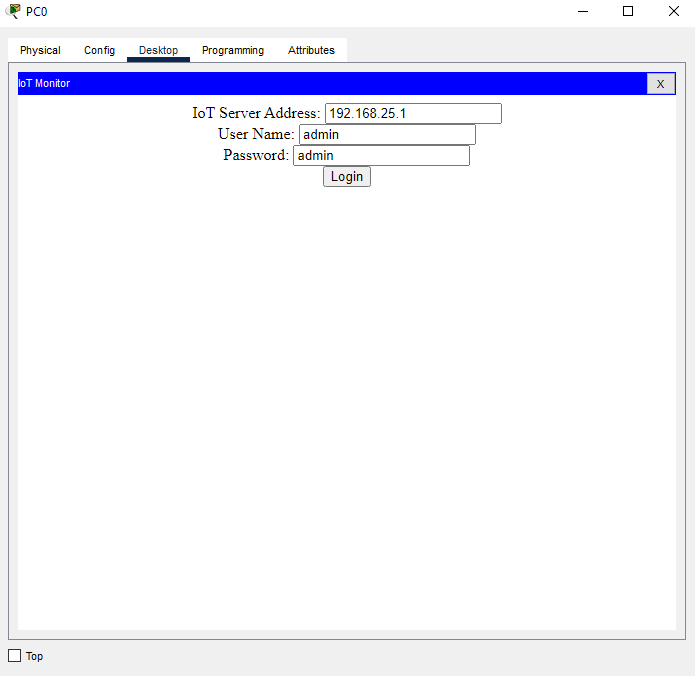 PC0
Physical Config Desktop Programming Attributes
IoT Monitor X
IoT Server Address: 192.168.25.1
User Name: admin
Password: admin
Login
Top